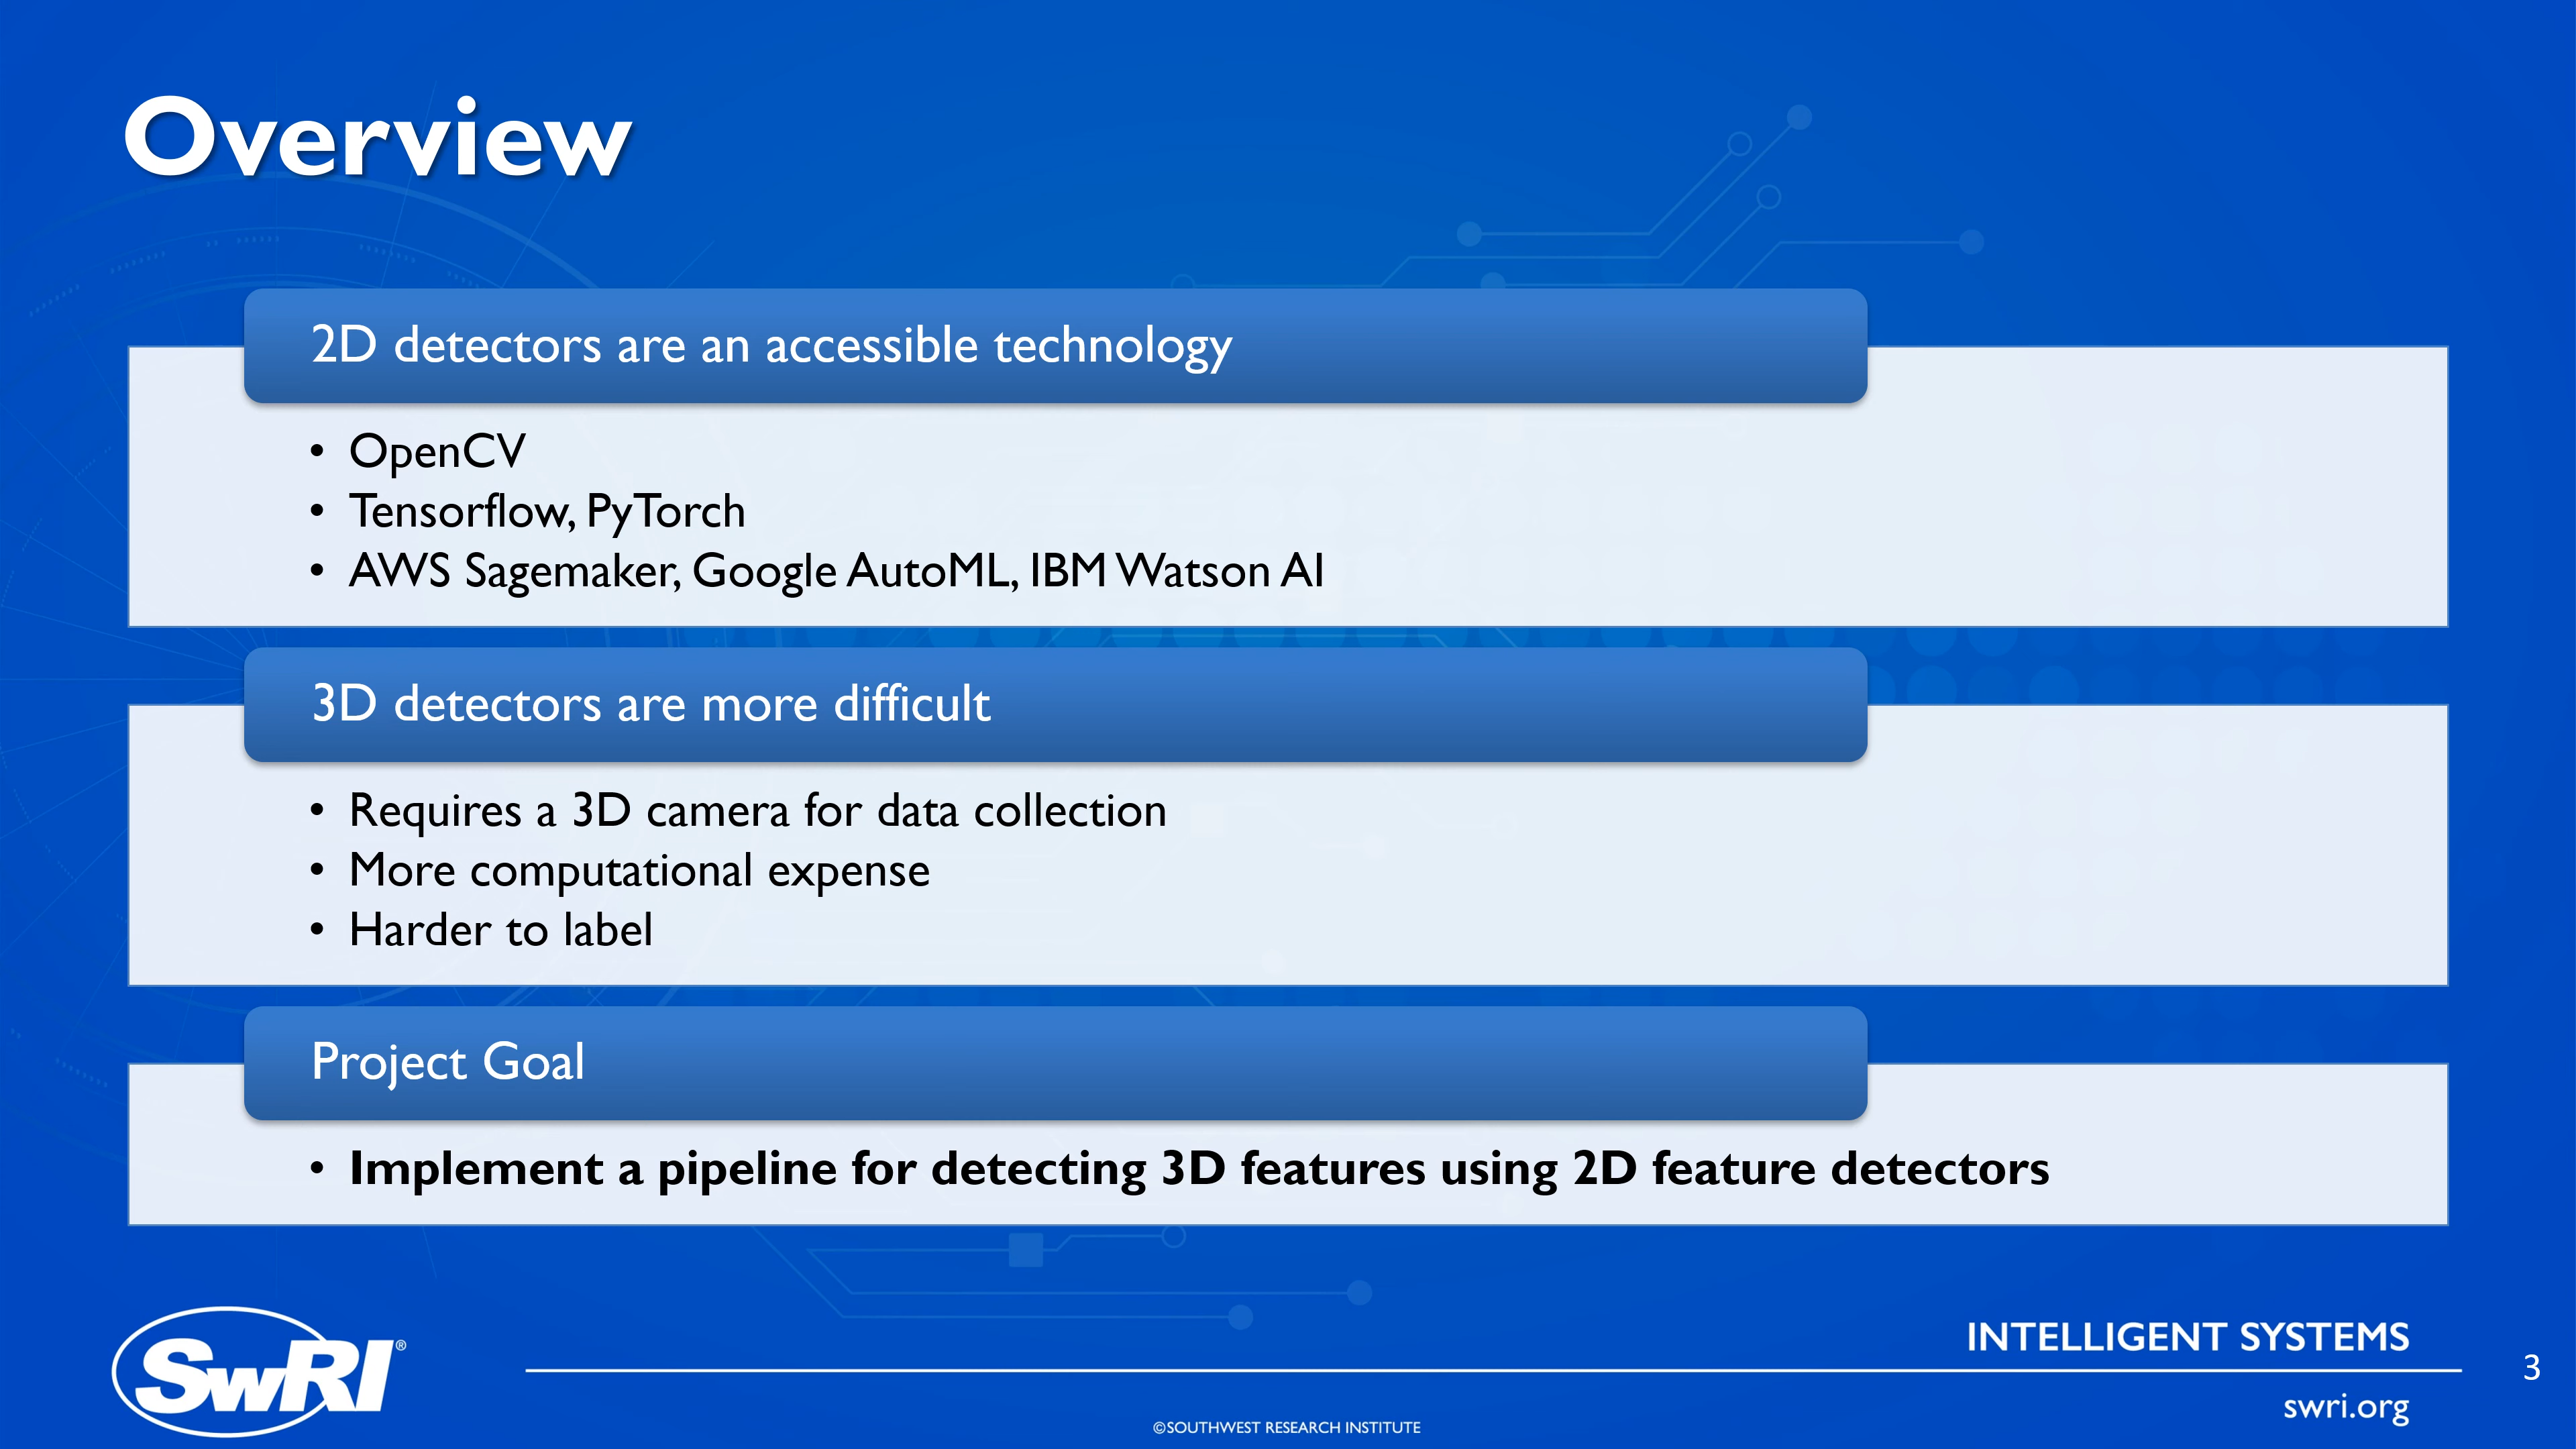 Overview
2D detectors are an accessible technology
• OpenCV
• Tensorflow, PyTorch
• AWS Sagemaker, Google AutoML, IBM Watson AI
3D detectors are more difficult
• Requires a 3D camera for data collection
• More computational expense
• Harder to label
Project Goal
• Implement a pipeline for detecting 3D features using 2D feature detectors
SwRI®
INTELLIGENT SYSTEMS
3
swri.org
©SOUTHWEST RESEARCH INSTITUTE